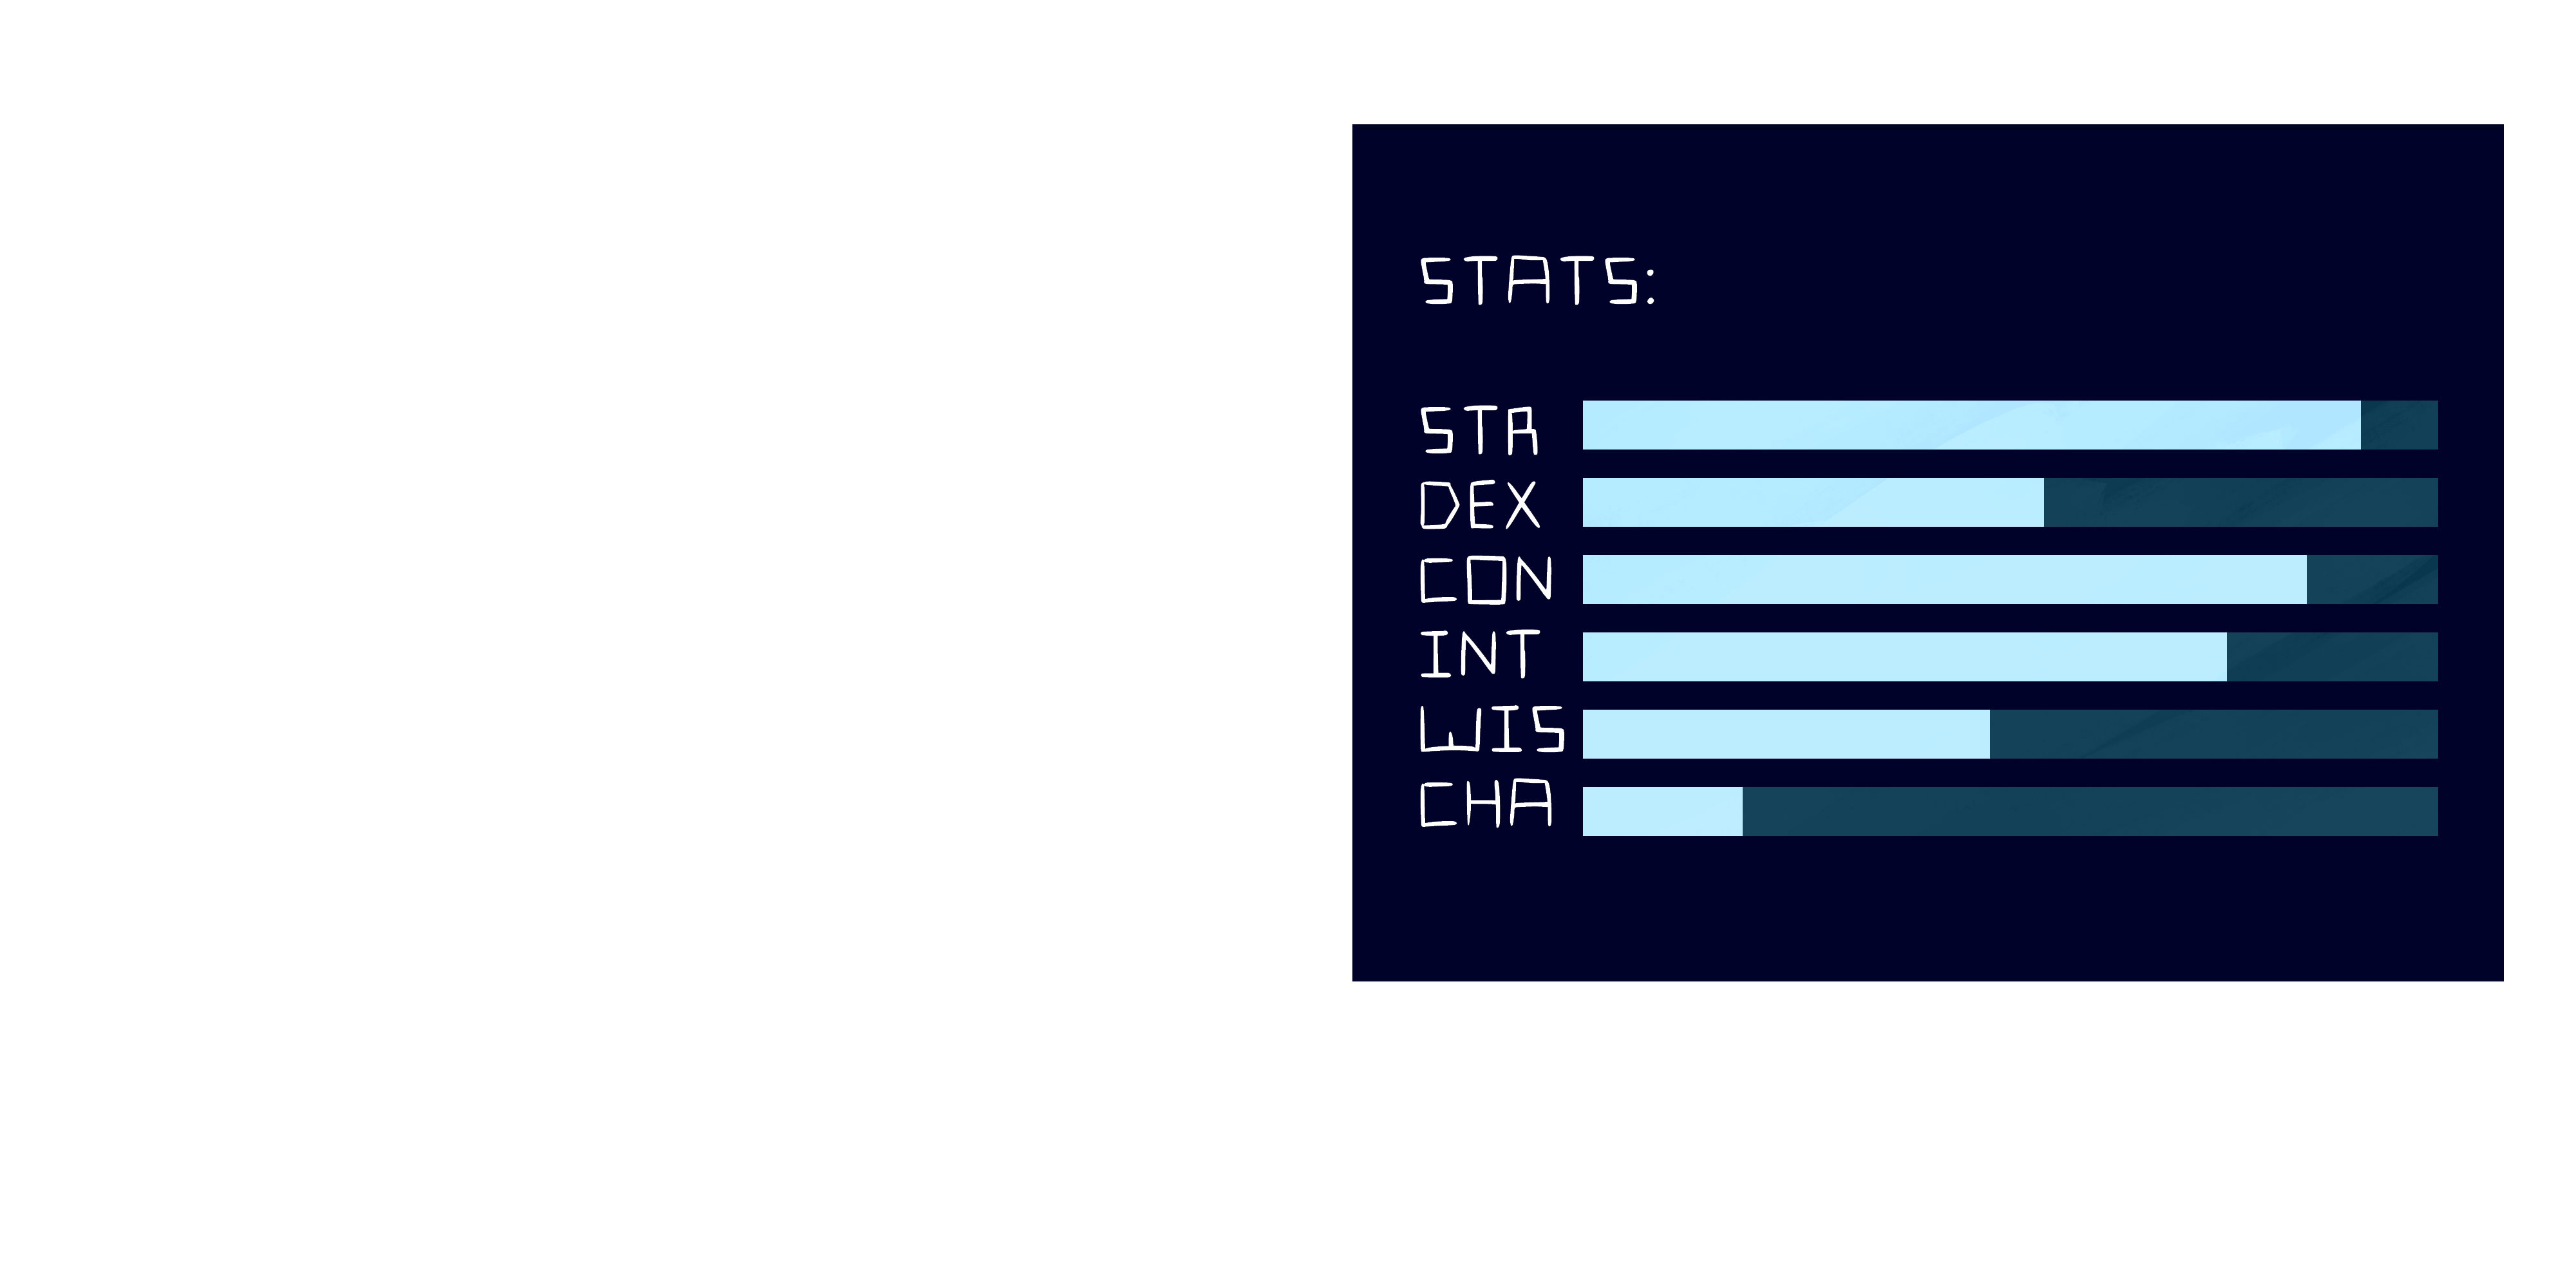 STATS:
STR
DEX
CON
INT
WIS
CHA